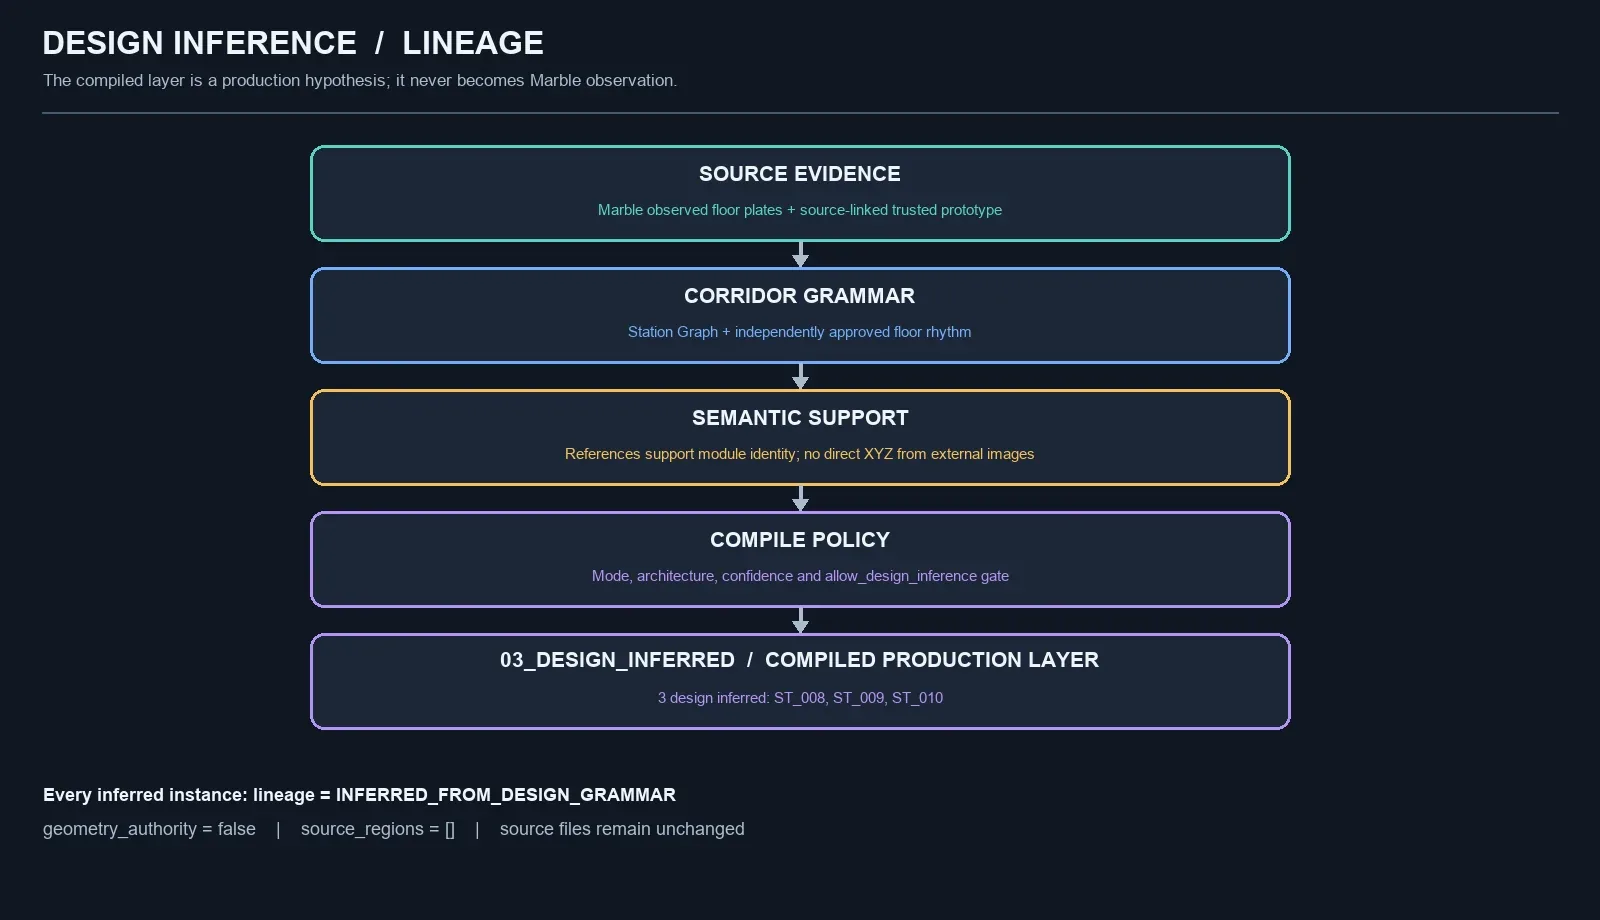 DESIGN INFERENCE / LINEAGE
The compiled layer is a production hypothesis; it never becomes Marble observation.
SOURCE EVIDENCE
Marble observed floor plates + source-linked trusted prototype
CORRIDOR GRAMMAR
Station Graph + independently approved floor rhythm
SEMANTIC SUPPORT
References support module identity; no direct XYZ from external images
COMPILE POLICY
Mode, architecture, confidence and allow_design_inference gate
03_DESIGN_INFERRED / COMPILED PRODUCTION LAYER
3 design inferred: ST_008, ST_009, ST_010
Every inferred instance: lineage = INFERRED_FROM_DESIGN_GRAMMAR
geometry_authority = false | source_regions = [] | source files remain unchanged